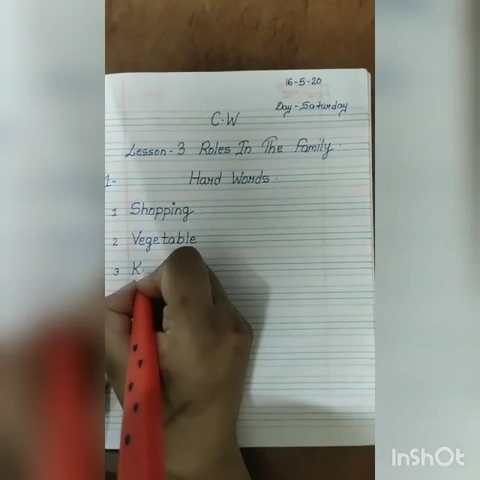 16-5-20
Day-Saturday
C.W
Lesson-3 Roles In The Family.
1- Hard Words.
1 Shopping
2 Vegetable
3 K
InShOt